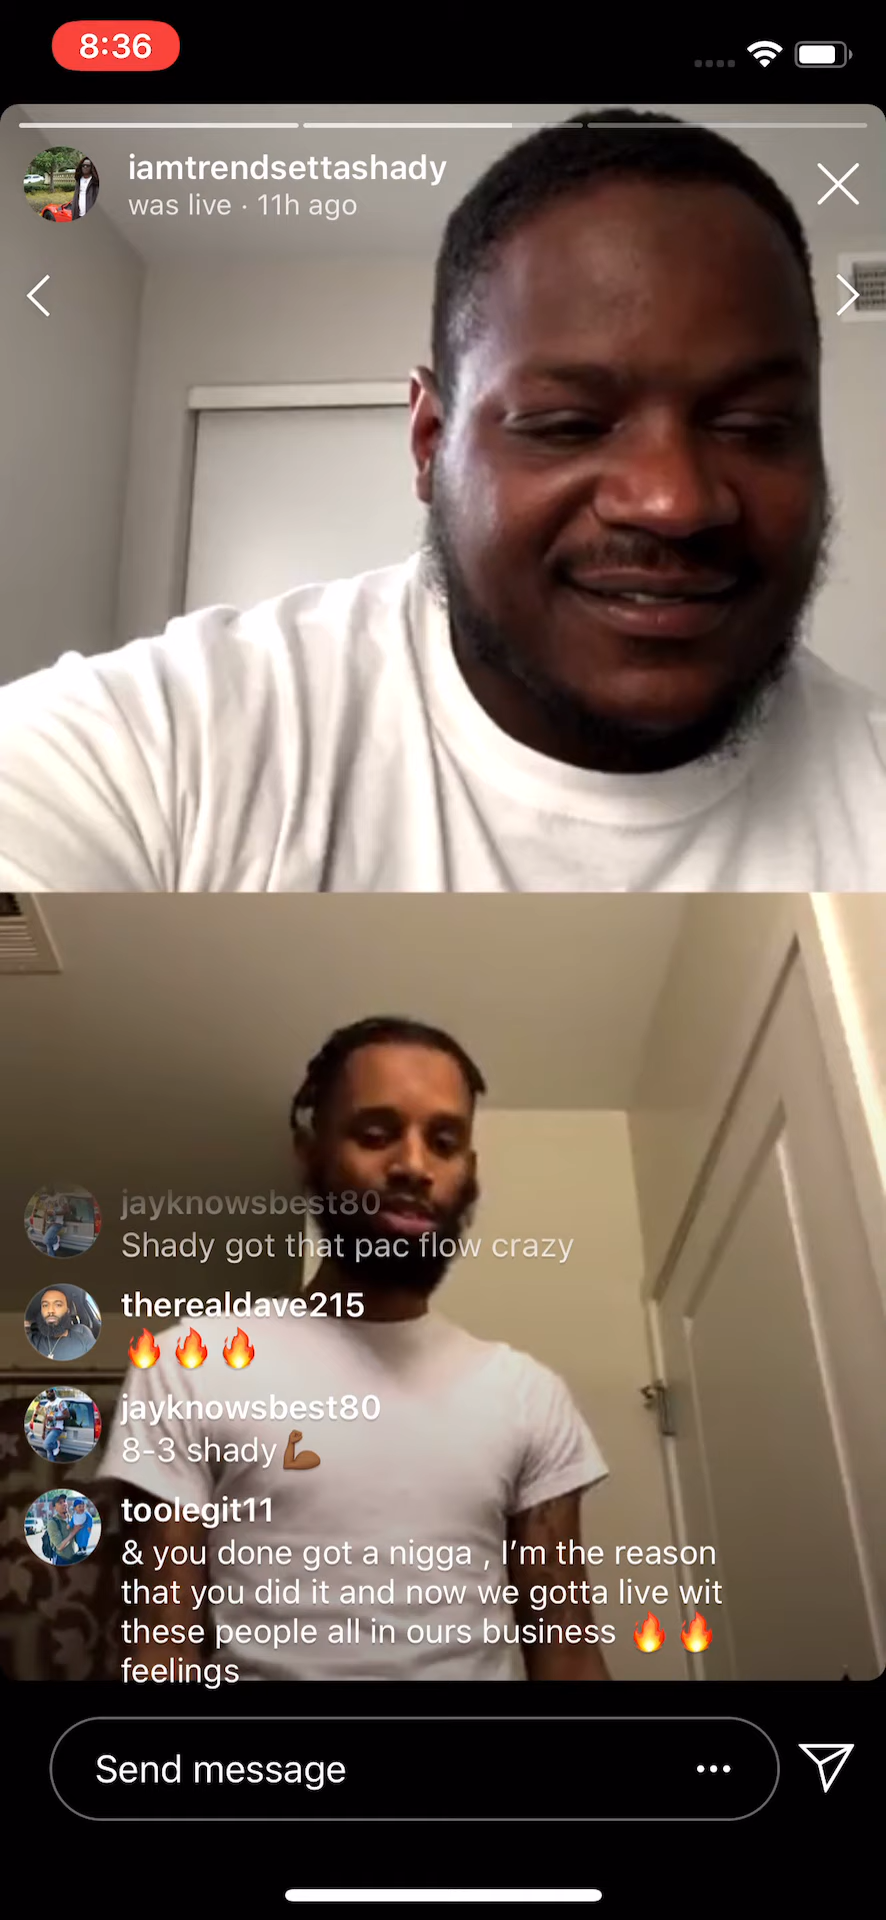 8:36
iamtrendsettashady
was live · 11h ago
jayknowsbest80
Shady got that pac flow crazy
therealdave215
🔥🔥🔥
jayknowsbest80
8-3 shady💪🏾
toolegit11
& you done got a nigga , I’m the reason
that you did it and now we gotta live wit
these people all in ours business 🔥🔥
feelings
Send message